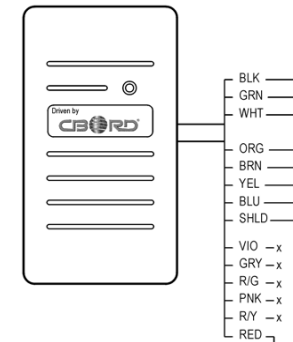 Driven by
CBORD
BLK
GRN
WHT
ORG
BRN
YEL
BLU
SHLD
VIO –x
GRY –x
R/G –x
PNK –x
R/Y –x
RED